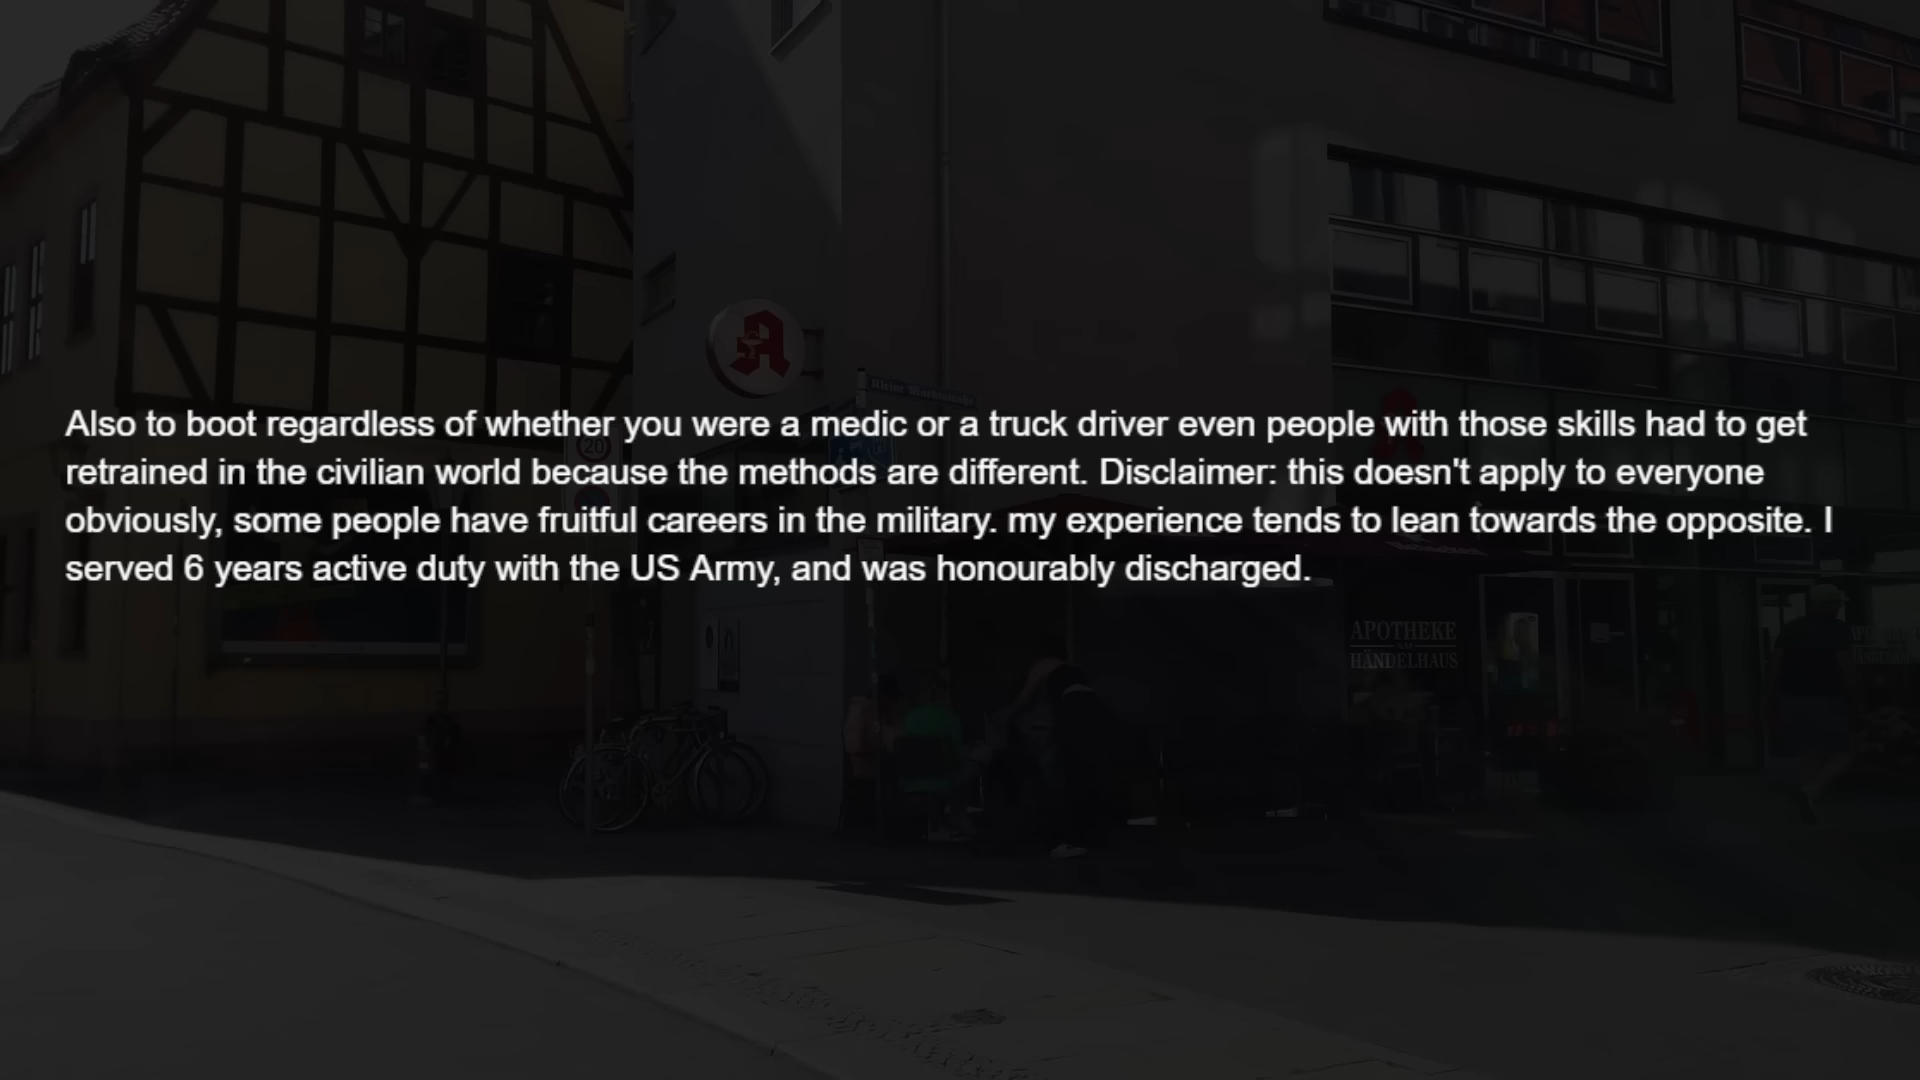 Kleine Marktstraße
20
Also to boot regardless of whether you were a medic or a truck driver even people with those skills had to get
retrained in the civilian world because the methods are different. Disclaimer: this doesn't apply to everyone
obviously, some people have fruitful careers in the military. my experience tends to lean towards the opposite. I
served 6 years active duty with the US Army, and was honourably discharged.
APOTHEKE
HÄNDELHAUS